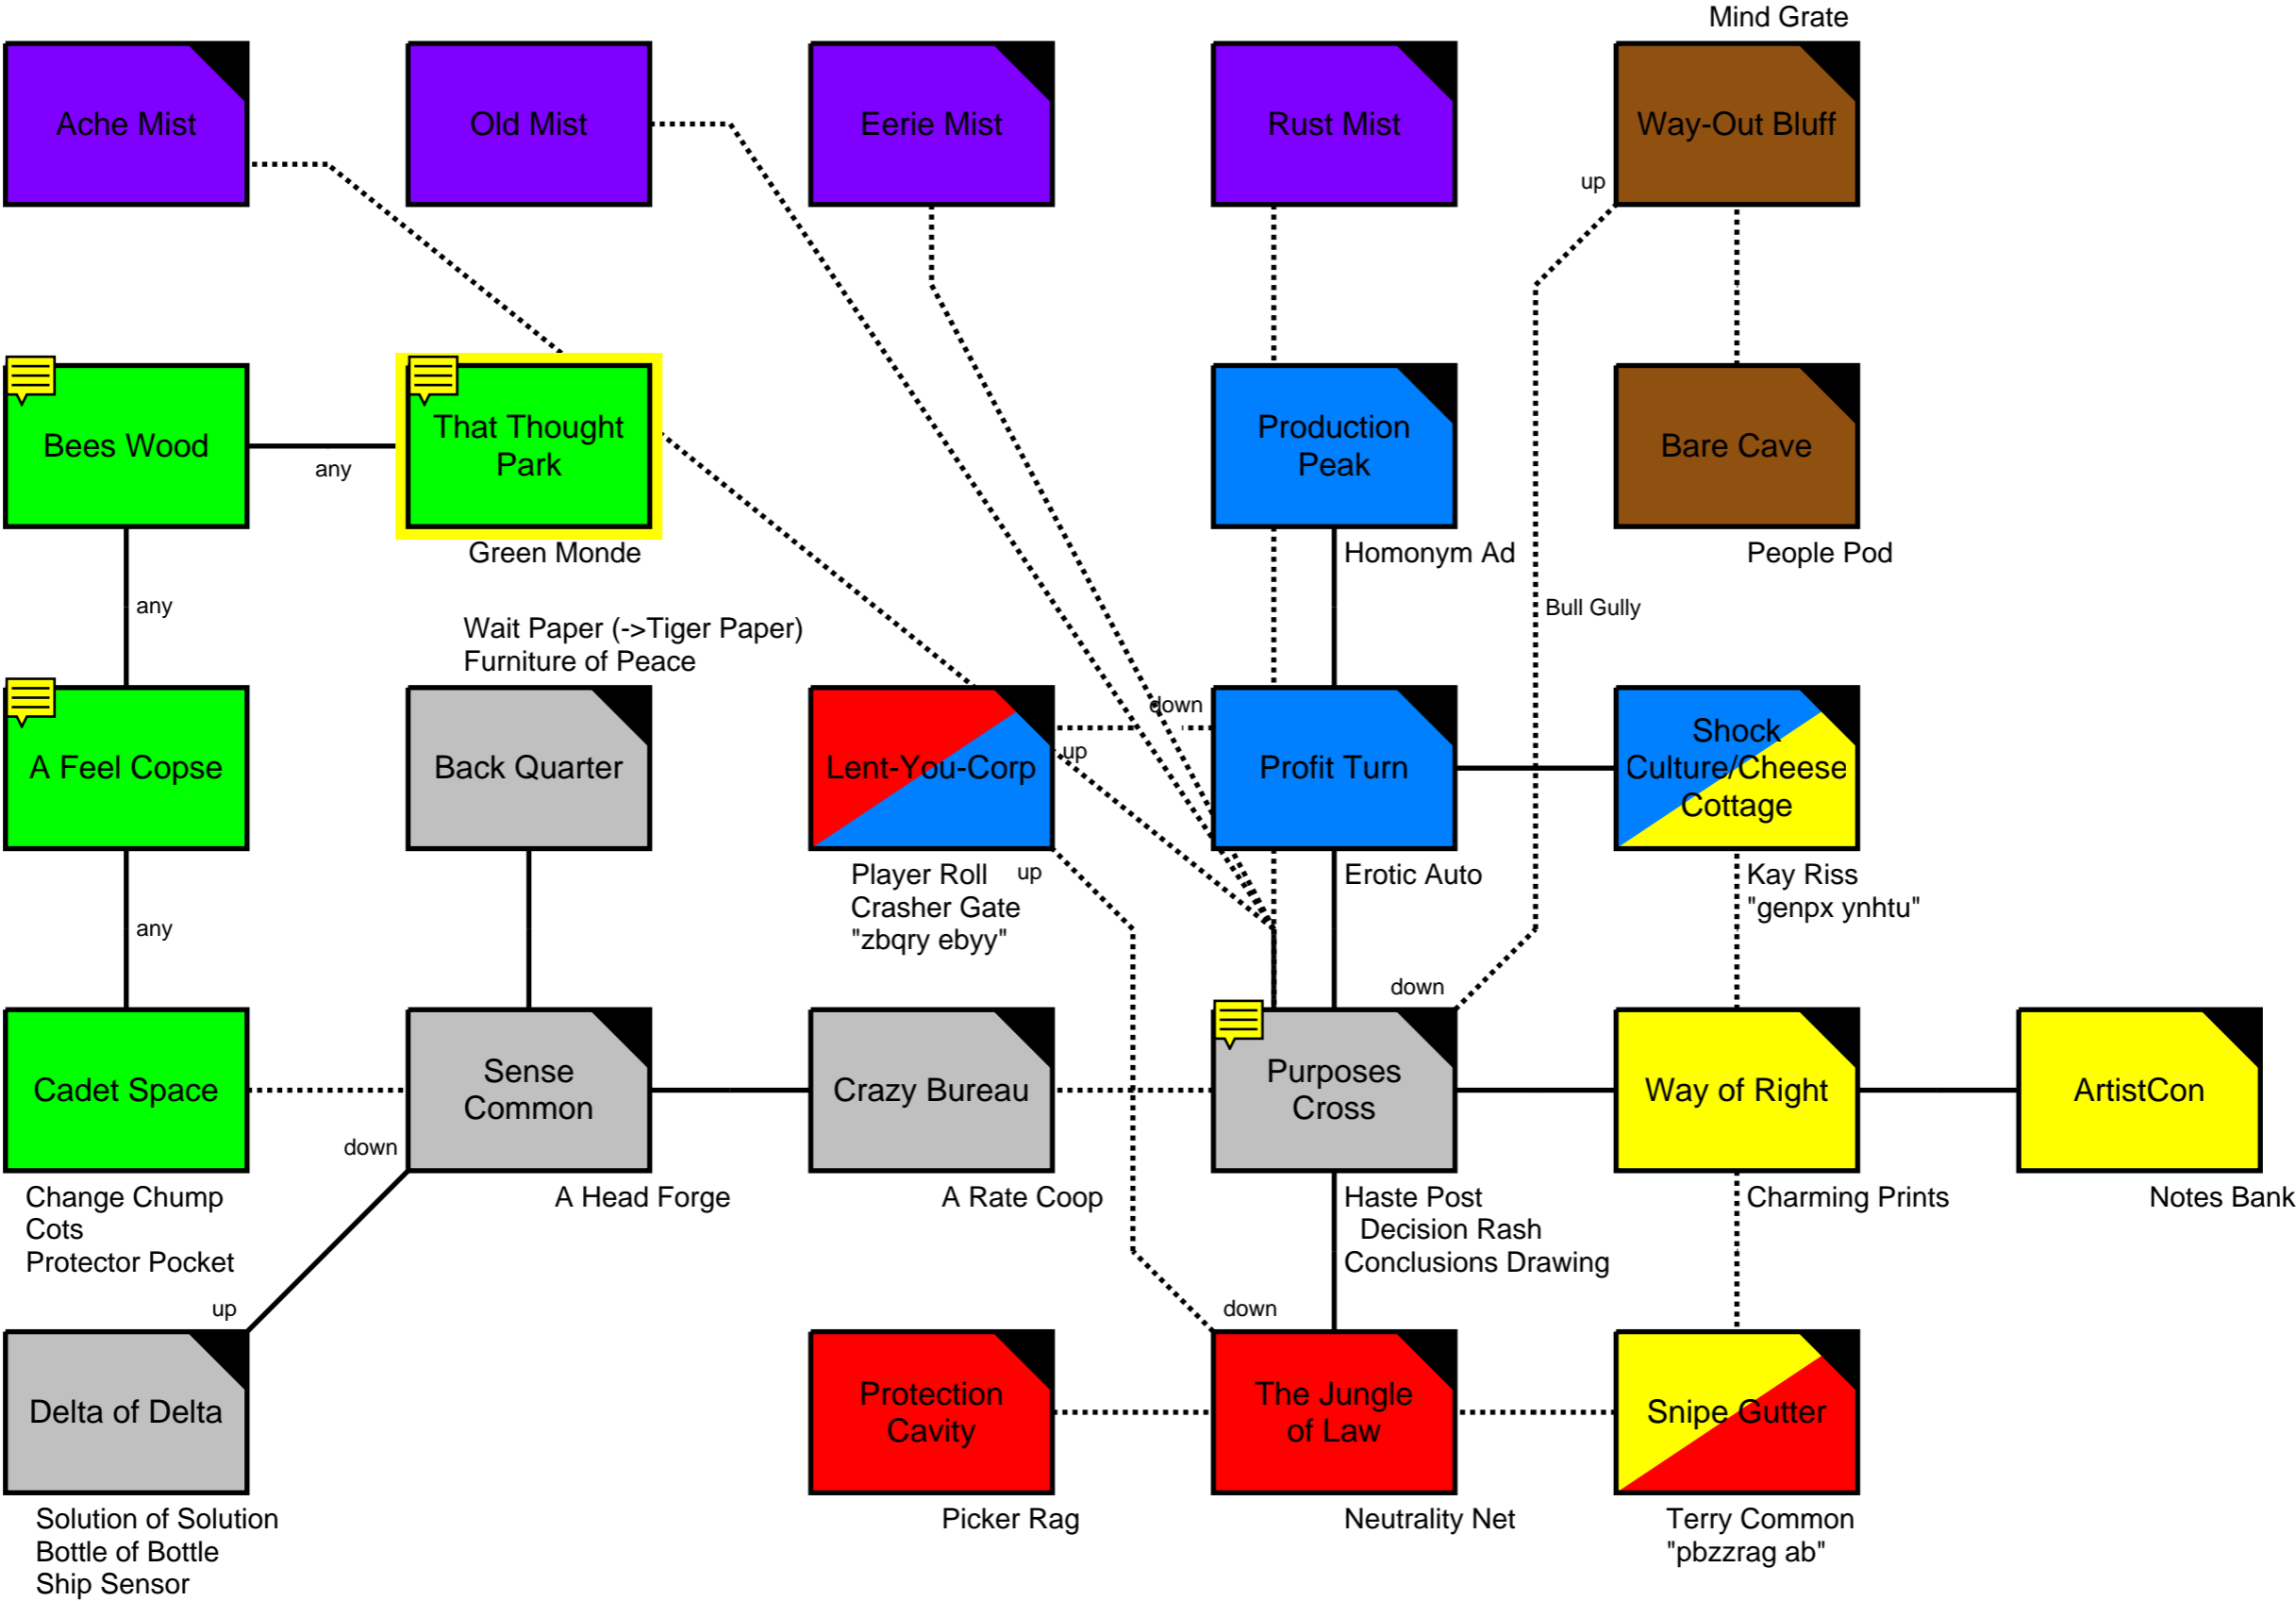 Mind Grate
Ache Mist
Old Mist
Eerie Mist
Rust Mist
Way-Out Bluff
up
Bees Wood
any
That Thought
Park
Green Monde
Production
Peak
Homonym Ad
Bare Cave
People Pod
any
Bull Gully
Wait Paper (->Tiger Paper)
Furniture of Peace
A Feel Copse
Back Quarter
Lent-You-Corp
down
up
Profit Turn
Shock
Culture/Cheese
Cottage
Player Roll
Crasher Gate
"zbqry ebyy"
up
Erotic Auto
Kay Riss
"genpx ynhtu"
any
down
Cadet Space
Sense
Common
Crazy Bureau
Purposes
Cross
Way of Right
ArtistCon
down
Change Chump
Cots
Protector Pocket
A Head Forge
A Rate Coop
Haste Post
Decision Rash
Conclusions Drawing
Charming Prints
Notes Bank
up
down
Delta of Delta
Protection
Cavity
The Jungle
of Law
Snipe Gutter
Solution of Solution
Bottle of Bottle
Ship Sensor
Picker Rag
Neutrality Net
Terry Common
"pbzzrag ab"